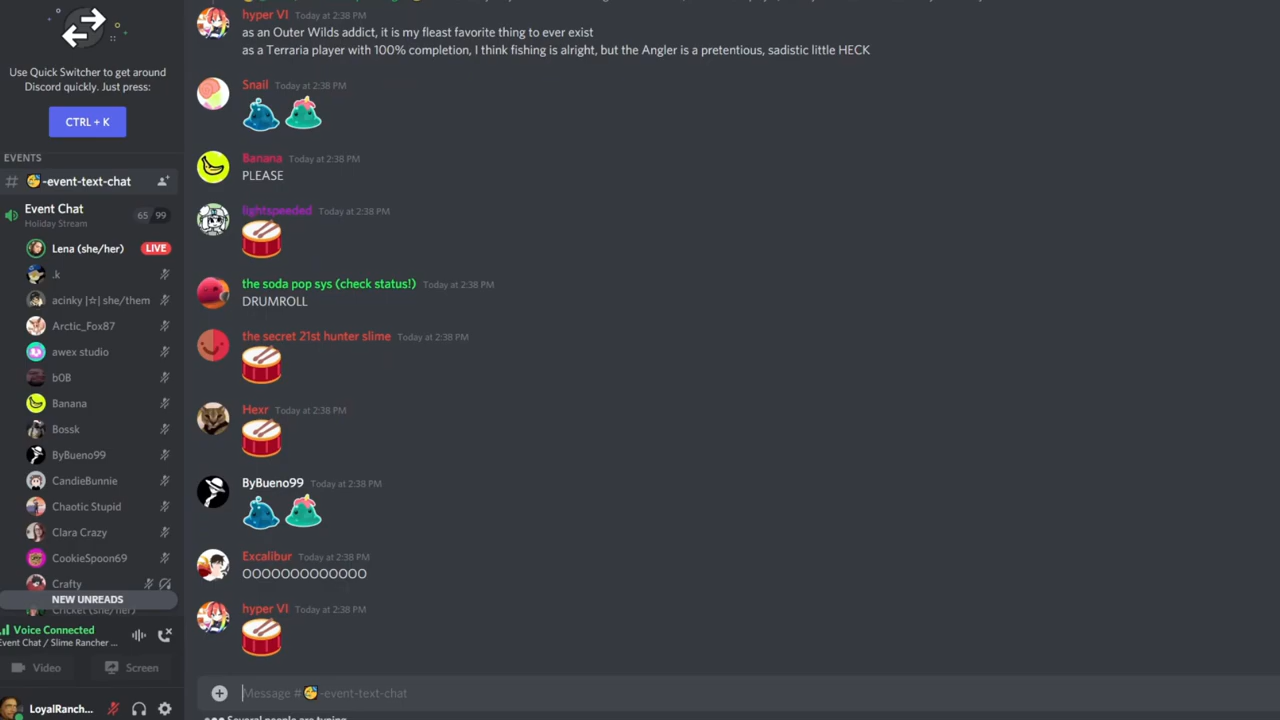 Use Quick Switcher to get around
Discord quickly. Just press:
CTRL + K
EVENTS
-event-text-chat
Event Chat
65 99
Holiday Stream
Lena (she/her)
LIVE
.k
acinky |☆| she/them
Arctic_Fox87
awex studio
b0B
Banana
Bossk
ByBueno99
CandieBunnie
Chaotic Stupid
Clara Crazy
CookieSpoon69
Crafty
NEW UNREADS
Cricket (she/her)
Voice Connected
Event Chat / Slime Rancher ...
Video
Screen
LoyalRanch...
hyper VI Today at 2:38 PM
as an Outer Wilds addict, it is my fleast favorite thing to ever exist
as a Terraria player with 100% completion, I think fishing is alright, but the Angler is a pretentious, sadistic little HECK
Snail Today at 2:38 PM
Banana Today at 2:38 PM
PLEASE
lightspeeded Today at 2:38 PM
the soda pop sys (check status!) Today at 2:38 PM
DRUMROLL
the secret 21st hunter slime Today at 2:38 PM
Hexr Today at 2:38 PM
ByBueno99 Today at 2:38 PM
Excalibur Today at 2:38 PM
OOOOOOOOOOOOO
hyper VI Today at 2:38 PM
Message # -event-text-chat
Several people are typing